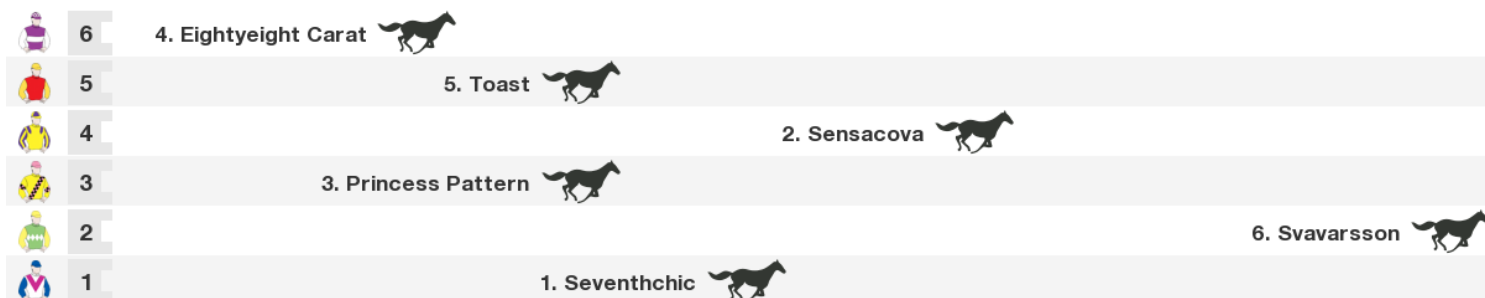 6 4. Eightyeight Carat
5 5. Toast
4 2. Sensacova
3 3. Princess Pattern
2 6. Svavarsson
1 1. Seventhchic